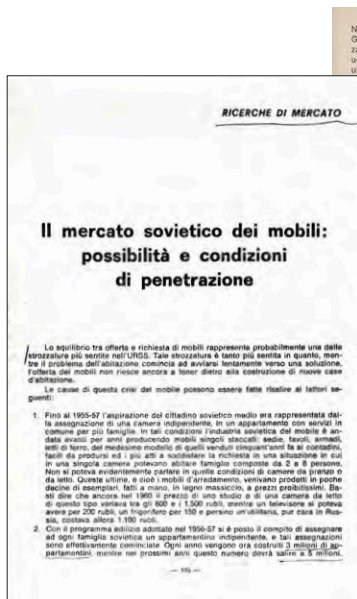 N
G
RICERCHE DI MERCATO
Il mercato sovietico dei mobili:
possibilità e condizioni
di penetrazione
Lo squilibrio tra offerta e richiesta di mobili rappresenta probabilmente una delle
strozzature più sentite nell'URSS. Tale strozzatura è tanto più sentita in quanto, men-
tre il problema dell'abitazione comincia ad avviarsi lentamente verso una soluzione,
l'offerta dei mobili non riesce ancora a tener dietro alla costruzione di nuove case
d'abitazione.
Le cause di questa crisi del mobile possono essere fatte risalire ai fattori se-
guenti:
1. Fino al 1955-57 l'aspirazione del cittadino sovietico medio era rappresentata dal-
la assegnazione di una camera indipendente, in un appartamento con servizi in
comune per più famiglie. In tali condizioni l'industria sovietica del mobile è an-
data avanti per anni producendo mobili singoli staccati: sedie, tavoli, armadi,
letti di ferro, del medesimo modello di quelli venduti cinquant'anni fa ai contadini,
facili da produrre ed i più atti a soddisfare la richiesta in una situazione in cui
in una singola camera potevano abitare famiglie composte da 2 a 8 persone.
Non si poteva evidentemente parlare in quelle condizioni di camere da pranzo o
da letto. Queste ultime, e cioè i mobili d'arredamento, venivano prodotti in poche
decine di esemplari, fatti a mano, in legno massiccio, a prezzi proibitissimi. Ba-
sti dire che ancora nel 1960 il prezzo di uno studio o di una camera da letto
di questo tipo variava tra gli 800 e i 1.500 rubli, mentre un televisore si poteva
avere per 200 rubli, un frigorifero per 150 e persino un'utilitaria, pur cara in Rus-
sia, costava allora 1.100 rubli.
2. Con il programma edilizio adottato nel 1956-57 si è posto il compito di assegnare
ad ogni famiglia sovietica un appartamentino indipendente, e tali assegnazioni
sono effettivamente cominciate. Ogni anno vengono ora costruiti 3 milioni di ap-
partamentini, mentre nei prossimi anni questo numero dovrà salire a 5 milioni.